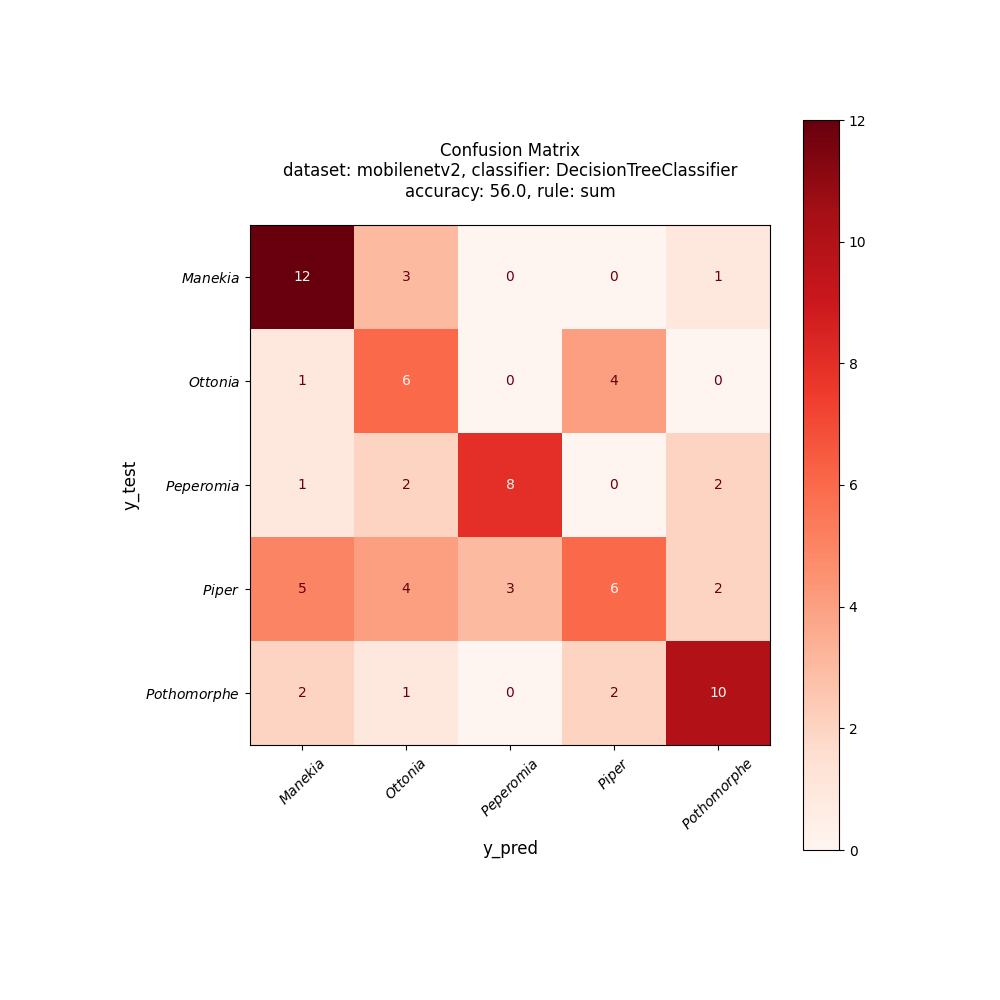 Confusion Matrix
dataset: mobilenetv2, classifier: DecisionTreeClassifier
accuracy: 56.0, rule: sum
12
10
8
6
4
2
0
y_test
Manekia 12 3 0 0 1
Ottonia 1 6 0 4 0
Peperomia 1 2 8 0 2
Piper 5 4 3 6 2
Pothomorphe 2 1 0 2 10
Manekia Ottonia Peperomia Piper Pothomorphe
y_pred